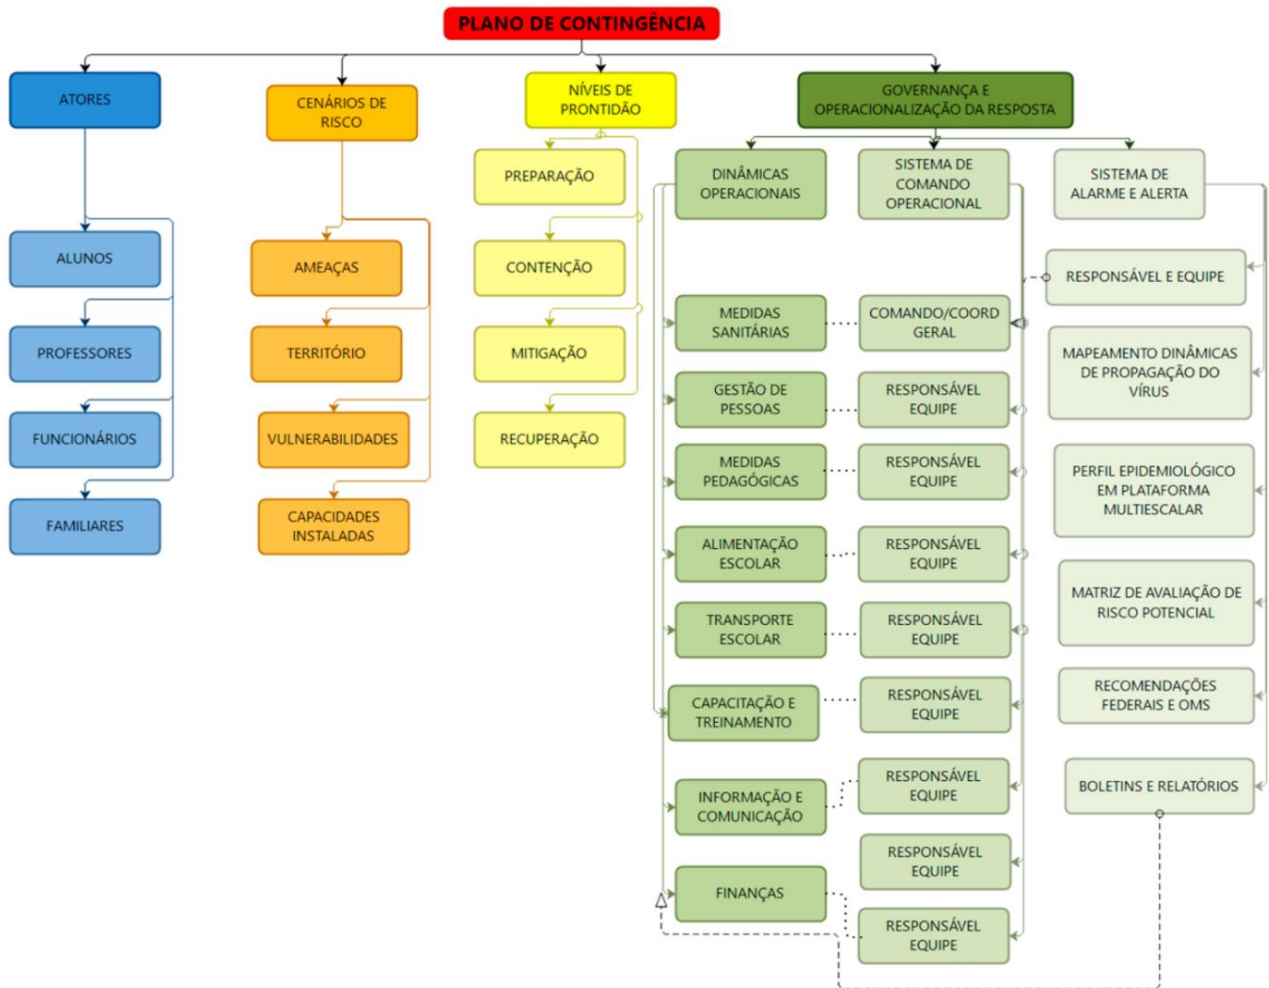 PLANO DE CONTINGÊNCIA
ATORES
ALUNOS
PROFESSORES
FUNCIONÁRIOS
FAMILIARES
CENÁRIOS DE
RISCO
AMEAÇAS
TERRITÓRIO
VULNERABILIDADES
CAPACIDADES
INSTALADAS
NÍVEIS DE
PRONTIDÃO
PREPARAÇÃO
CONTENÇÃO
MITIGAÇÃO
RECUPERAÇÃO
GOVERNANÇA E
OPERACIONALIZAÇÃO DA RESPOSTA
DINÂMICAS
OPERACIONAIS
MEDIDAS
SANITÁRIAS
GESTÃO DE
PESSOAS
MEDIDAS
PEDAGÓGICAS
ALIMENTAÇÃO
ESCOLAR
TRANSPORTE
ESCOLAR
CAPACITAÇÃO E
TREINAMENTO
INFORMAÇÃO E
COMUNICAÇÃO
FINANÇAS
SISTEMA DE
COMANDO
OPERACIONAL
COMANDO/COORD
GERAL
RESPONSÁVEL
EQUIPE
RESPONSÁVEL
EQUIPE
RESPONSÁVEL
EQUIPE
RESPONSÁVEL
EQUIPE
RESPONSÁVEL
EQUIPE
RESPONSÁVEL
EQUIPE
RESPONSÁVEL
EQUIPE
RESPONSÁVEL
EQUIPE
SISTEMA DE
ALARME E ALERTA
RESPONSÁVEL E EQUIPE
MAPEAMENTO DINÂMICAS
DE PROPAGAÇÃO DO
VÍRUS
PERFIL EPIDEMIOLÓGICO
EM PLATAFORMA
MULTIESCALAR
MATRIZ DE AVALIAÇÃO DE
RISCO POTENCIAL
RECOMENDAÇÕES
FEDERAIS E OMS
BOLETINS E RELATÓRIOS